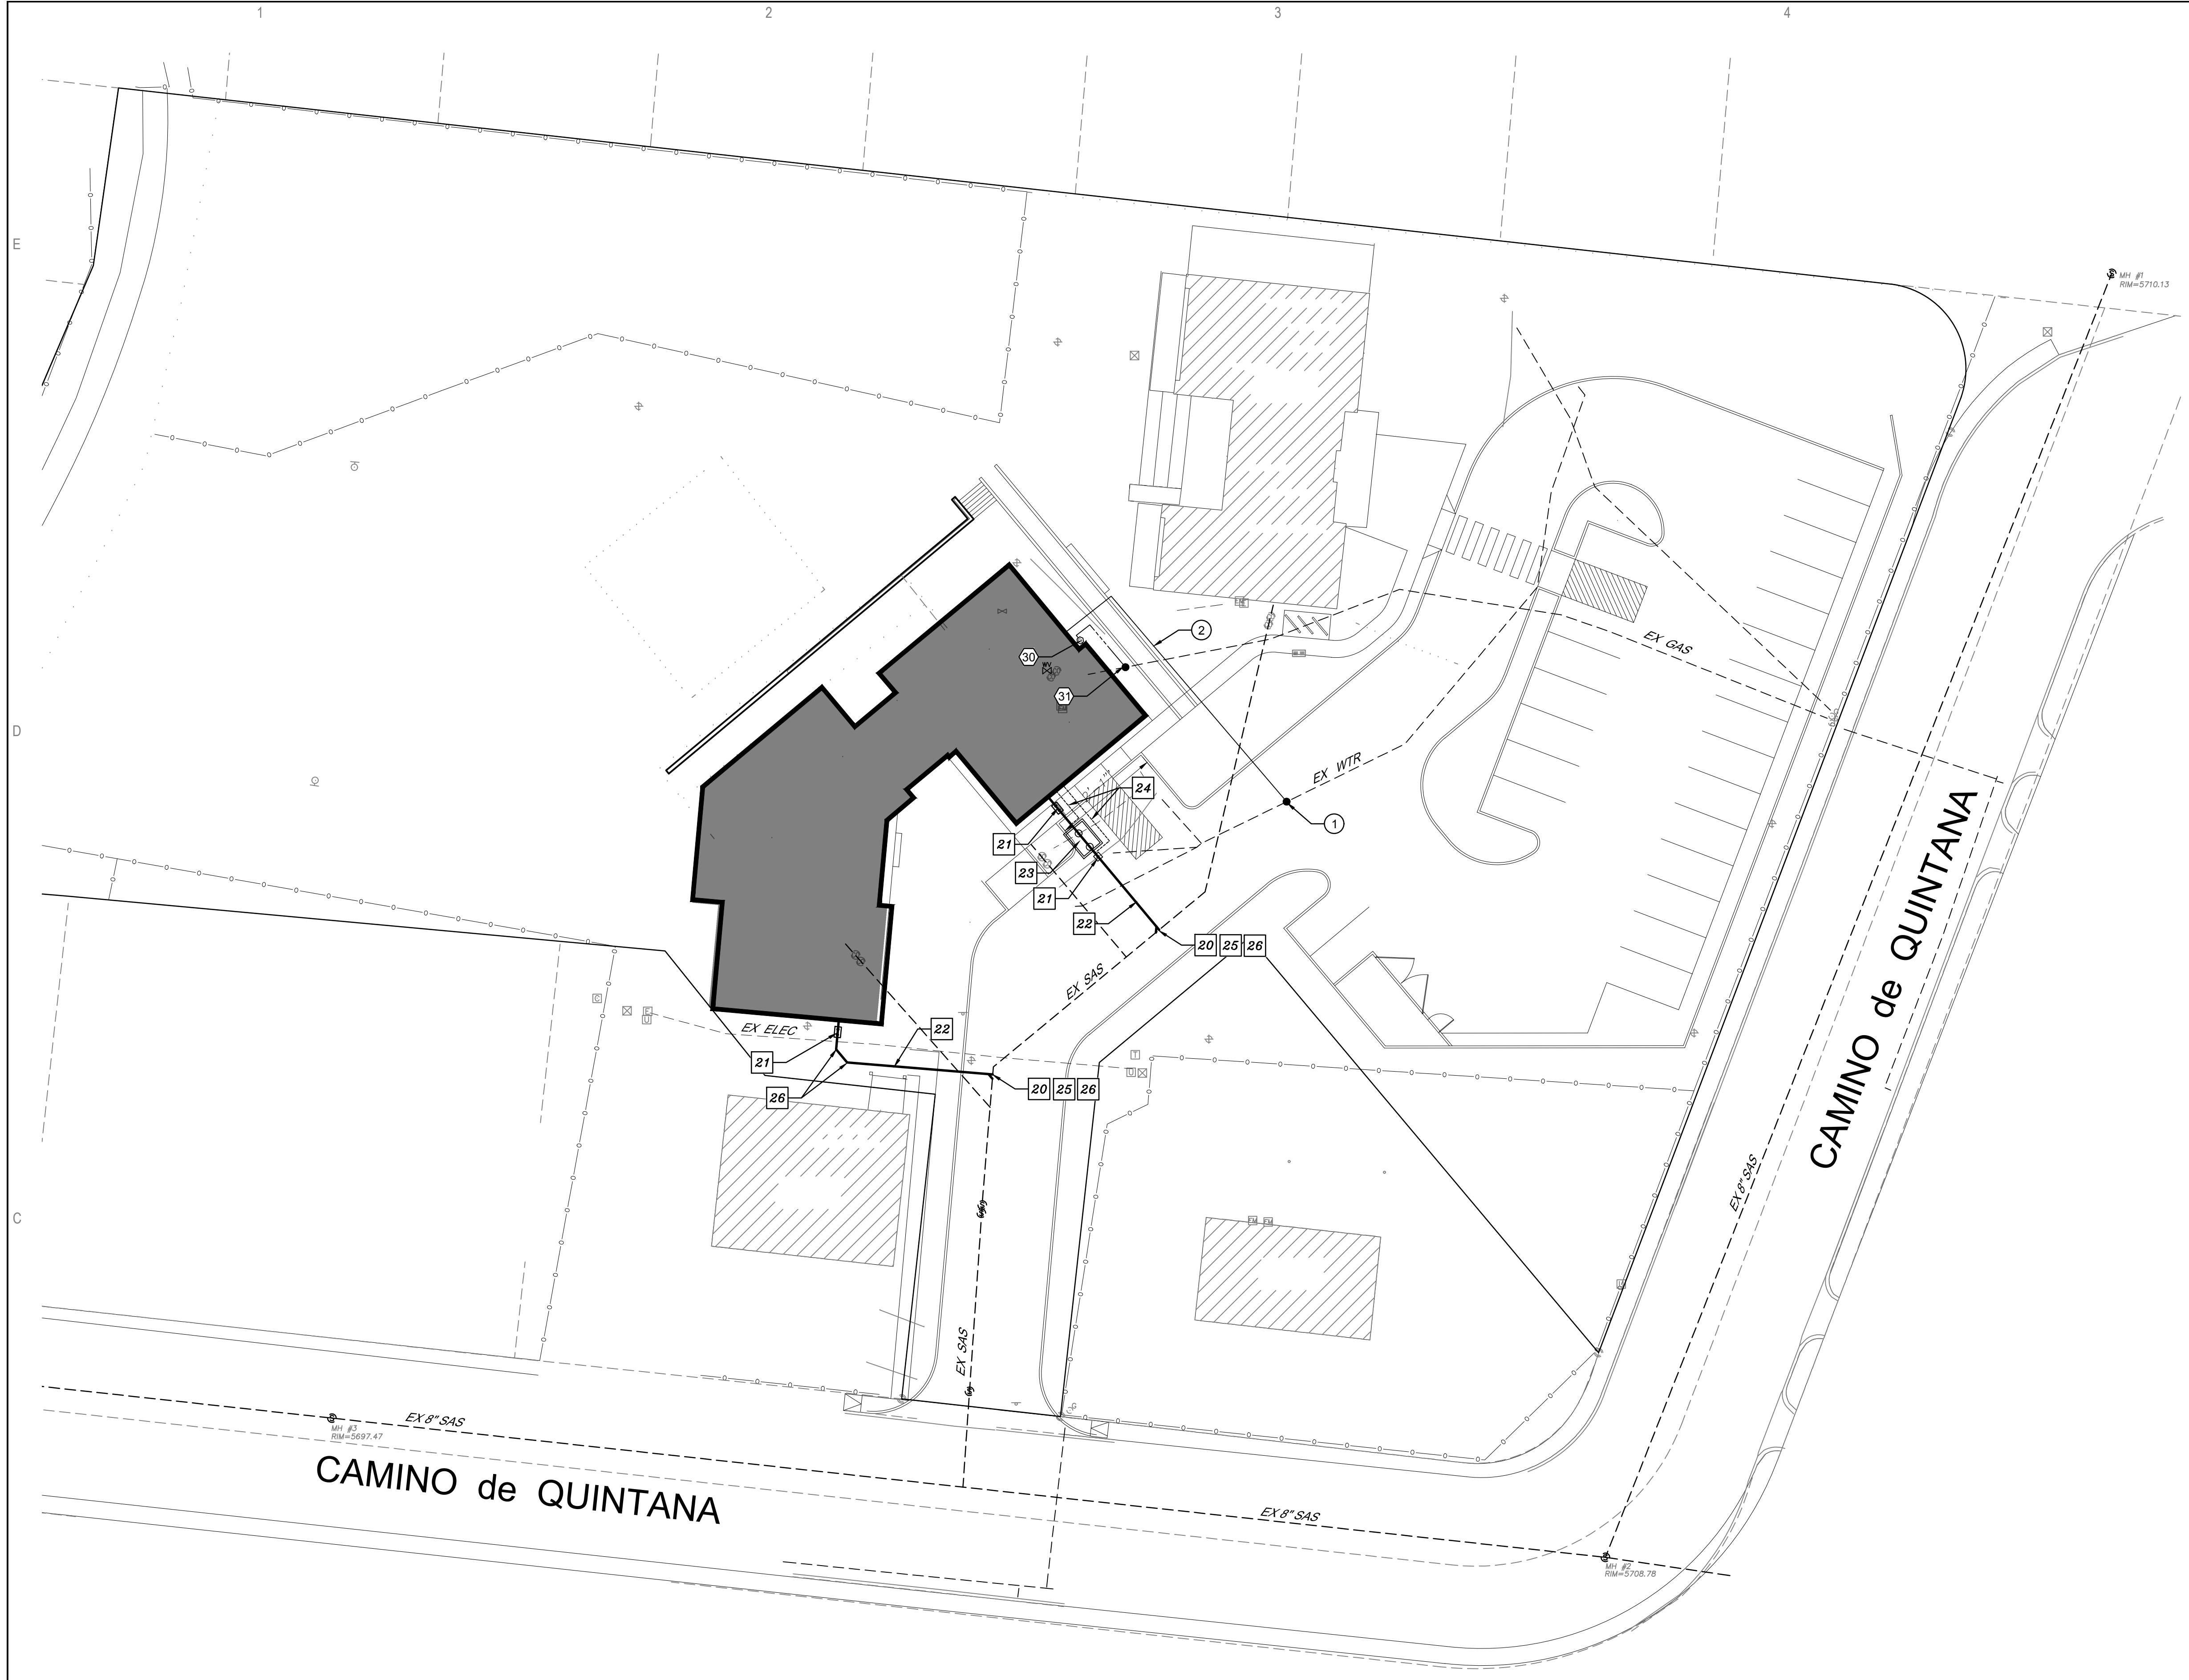 1 2 3 4
E
MH #1
RIM=5710.13
2
30
31
EX GAS
WV
D
EX WTR
24
1
21
23
21
22
20 25 26
EX SAS
C
E
U
EX ELEC
22
T
U
21
20 25 26
26
CAMINO de QUINTANA
EX 8" SAS
C
EM EM
EX SAS
EX 8" SAS
MH #3
RIM=5697.47
CAMINO de QUINTANA
EX 8" SAS
MH #2
RIM=5708.78